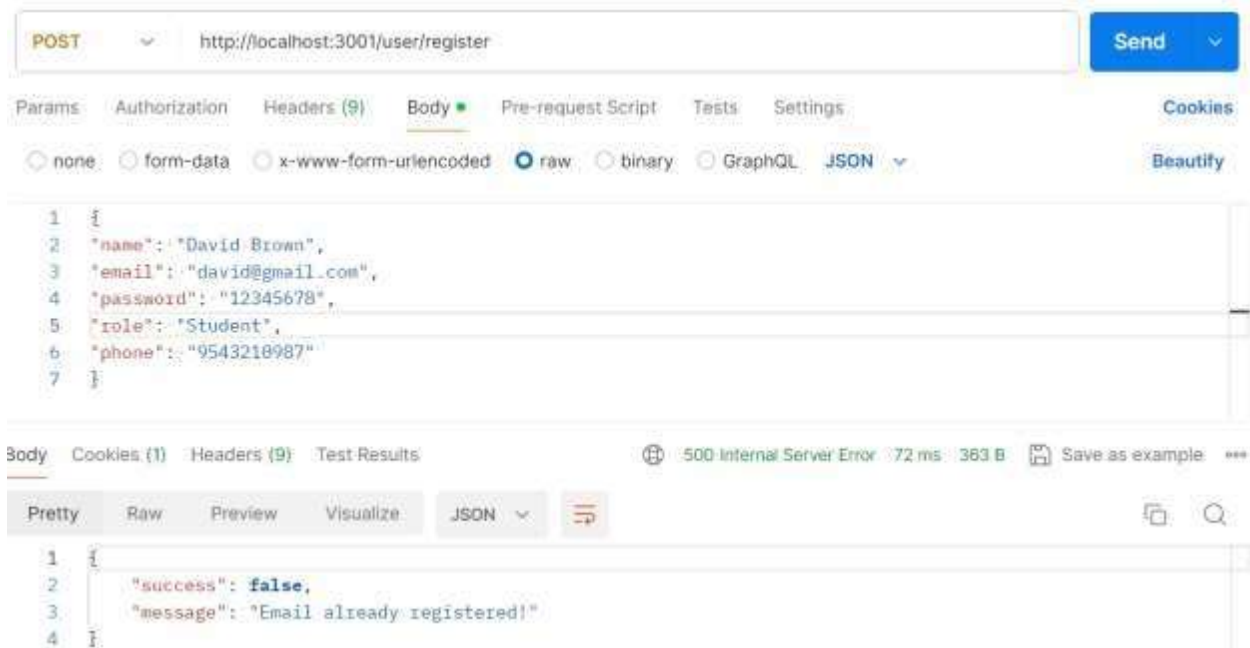 POST http://localhost:3001/user/register Send
Params Authorization Headers (9) Body Pre-request Script Tests Settings Cookies
none form-data x-www-form-urlencoded raw binary GraphQL JSON Beautify
1 {
2 "name": "David Brown",
3 "email": "david@gmail.com",
4 "password": "12345678",
5 "role": "Student",
6 "phone": "9543210987"
7 }
Body Cookies (1) Headers (9) Test Results 500 Internal Server Error 72 ms 363 B Save as example
Pretty Raw Preview Visualize JSON
1 {
2 "success": false,
3 "message": "Email already registered!"
4 }